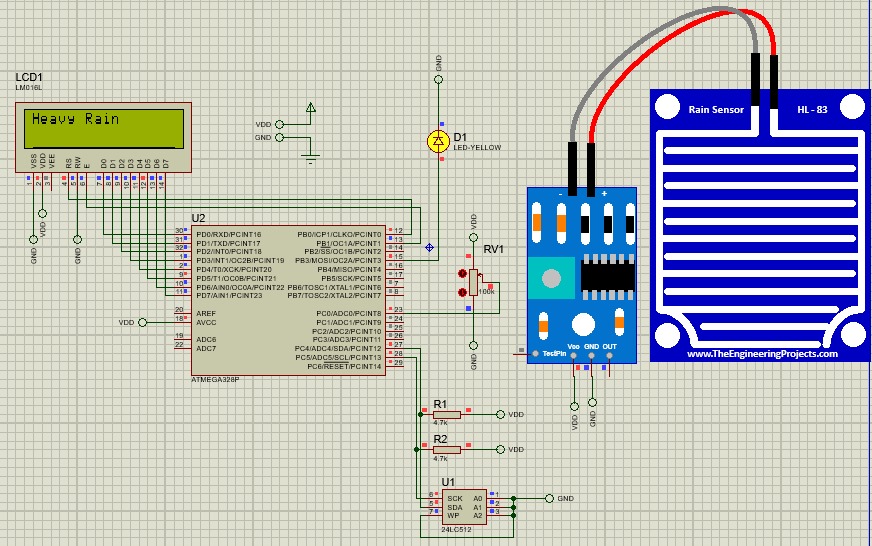 LCD1
LM016L
Heavy Rain
VSS VDD VEE RS RW E D0 D1 D2 D3 D4 D5 D6 D7
1 2 3 4 5 6 7 8 9 10 11 12 13 14
GND
VDD
GND
VDD
GND
GND
D1
LED-YELLOW
U2
30 PD0/RXD/PCINT16 PB0/ICP1/CLKO/PCINT0 12
31 PD1/TXD/PCINT17 PB1/OC1A/PCINT1 13
32 PD2/INT0/PCINT18 PB2/SS/OC1B/PCINT2 14
1 PD3/INT1/OC2B/PCINT19 PB3/MOSI/OC2A/PCINT3 15
2 PD4/T0/XCK/PCINT20 PB4/MISO/PCINT4 16
9 PD5/T1/OC0B/PCINT21 PB5/SCK/PCINT5 17
10 PD6/AIN0/OC0A/PCINT22 PB6/TOSC1/XTAL1/PCINT6 7
11 PD7/AIN1/PCINT23 PB7/TOSC2/XTAL2/PCINT7 8
20 AREF PC0/ADC0/PCINT8 23
VDD 18 AVCC PC1/ADC1/PCINT9 24
PC2/ADC2/PCINT10 25
19 ADC6 PC3/ADC3/PCINT11 26
22 ADC7 PC4/ADC4/SDA/PCINT12 27
PC5/ADC5/SCL/PCINT13 28
PC6/RESET/PCINT14 29
ATMEGA328P
VDD
RV1
100k
GND
R1
4.7k
VDD
R2
4.7k
VDD
U1
6 SCK A0 1
5 SDA A1 2
7 WP A2 3
24LC512
GND
- +
TestPin
Vcc GND OUT
VDD
GND
Rain Sensor HL - 83
www.TheEngineeringProjects.com